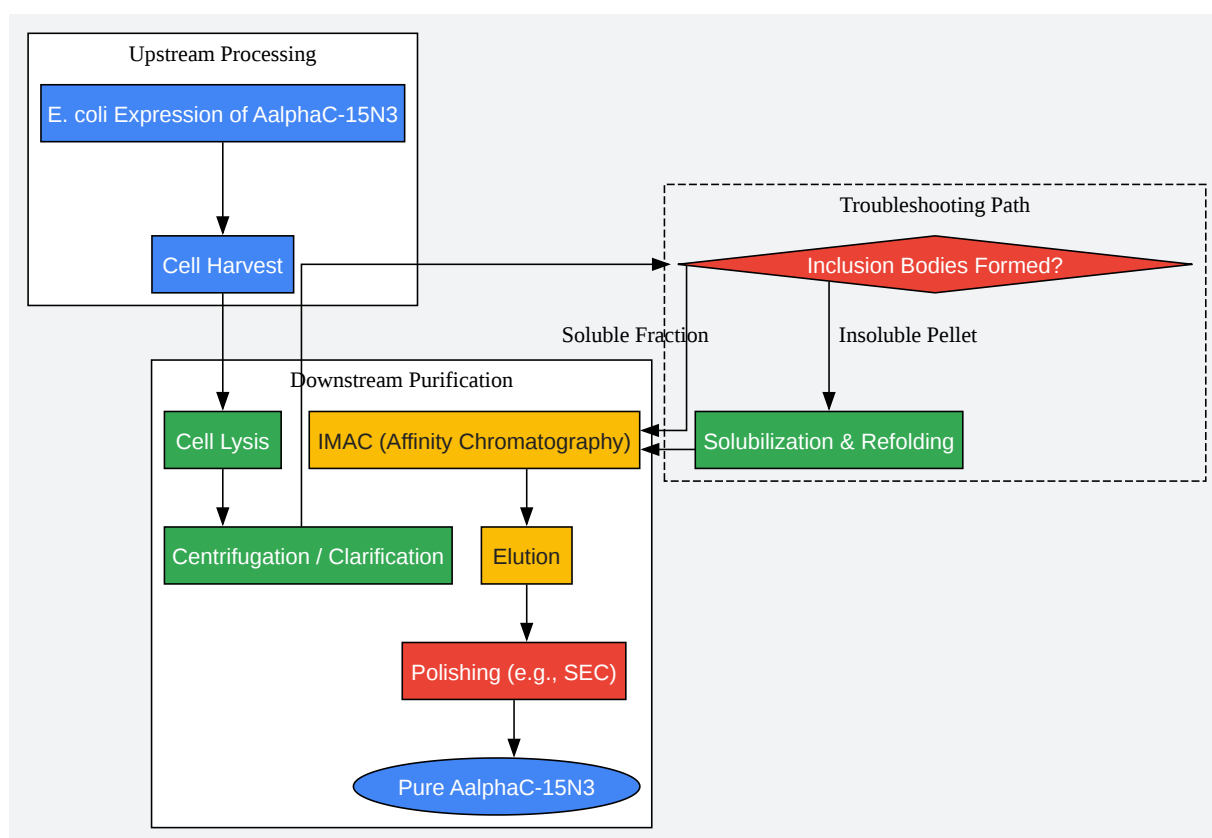 Upstream Processing
E. coli Expression of AalphaC-15N3
Cell Harvest
Troubleshooting Path
Inclusion Bodies Formed?
Soluble Fraction
Insoluble Pellet
Downstream Purification
Cell Lysis
IMAC (Affinity Chromatography)
Solubilization & Refolding
Centrifugation / Clarification
Elution
Polishing (e.g., SEC)
Pure AalphaC-15N3